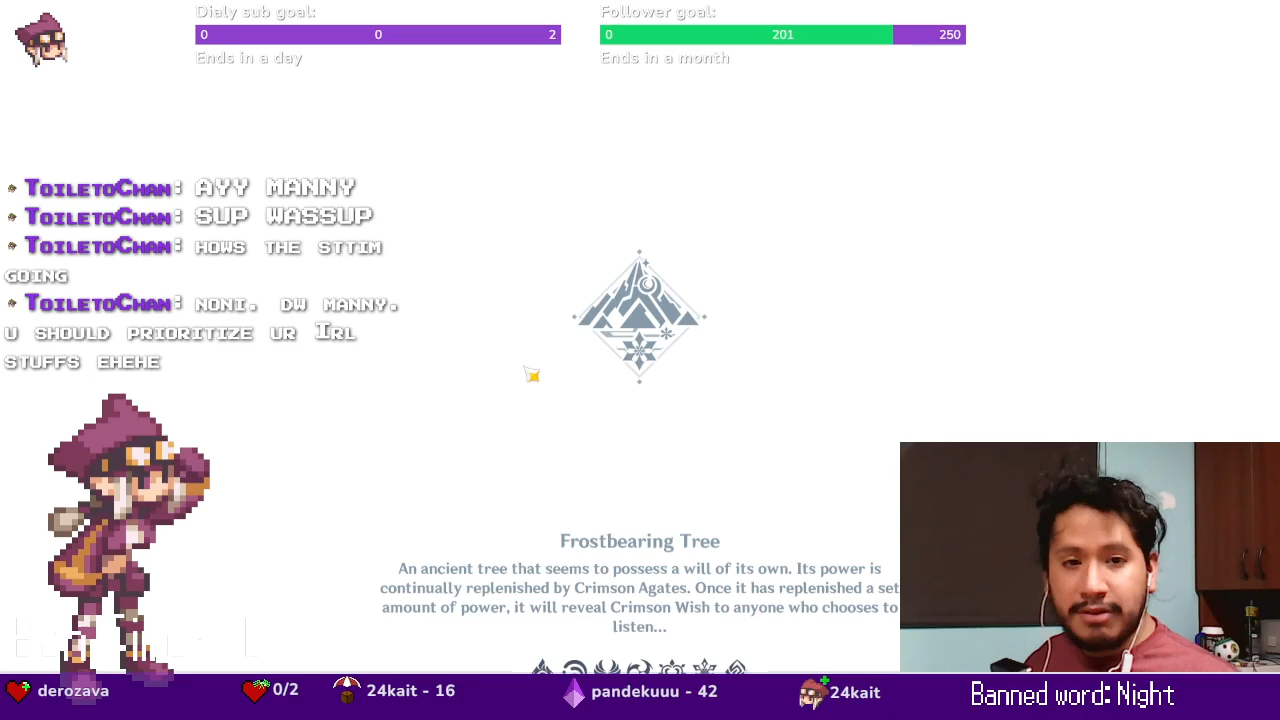 Dialy sub goal:
0 0 2
Ends in a day
Follower goal:
0 201 250
Ends in a month
ToiletoChan: AYY MANNY
ToiletoChan: SUP WASSUP
ToiletoChan: hows the sttim
going
ToiletoChan: noni. dw manny.
u should prioritize ur Irl
stuffs ehehe
Frostbearing Tree
An ancient tree that seems to possess a will of its own. Its power is
continually replenished by Crimson Agates. Once it has replenished a set
amount of power, it will reveal Crimson Wish to anyone who chooses to
listen...
derozava
0/2
24kait - 16
pandekuuu - 42
24kait
Banned word: Night